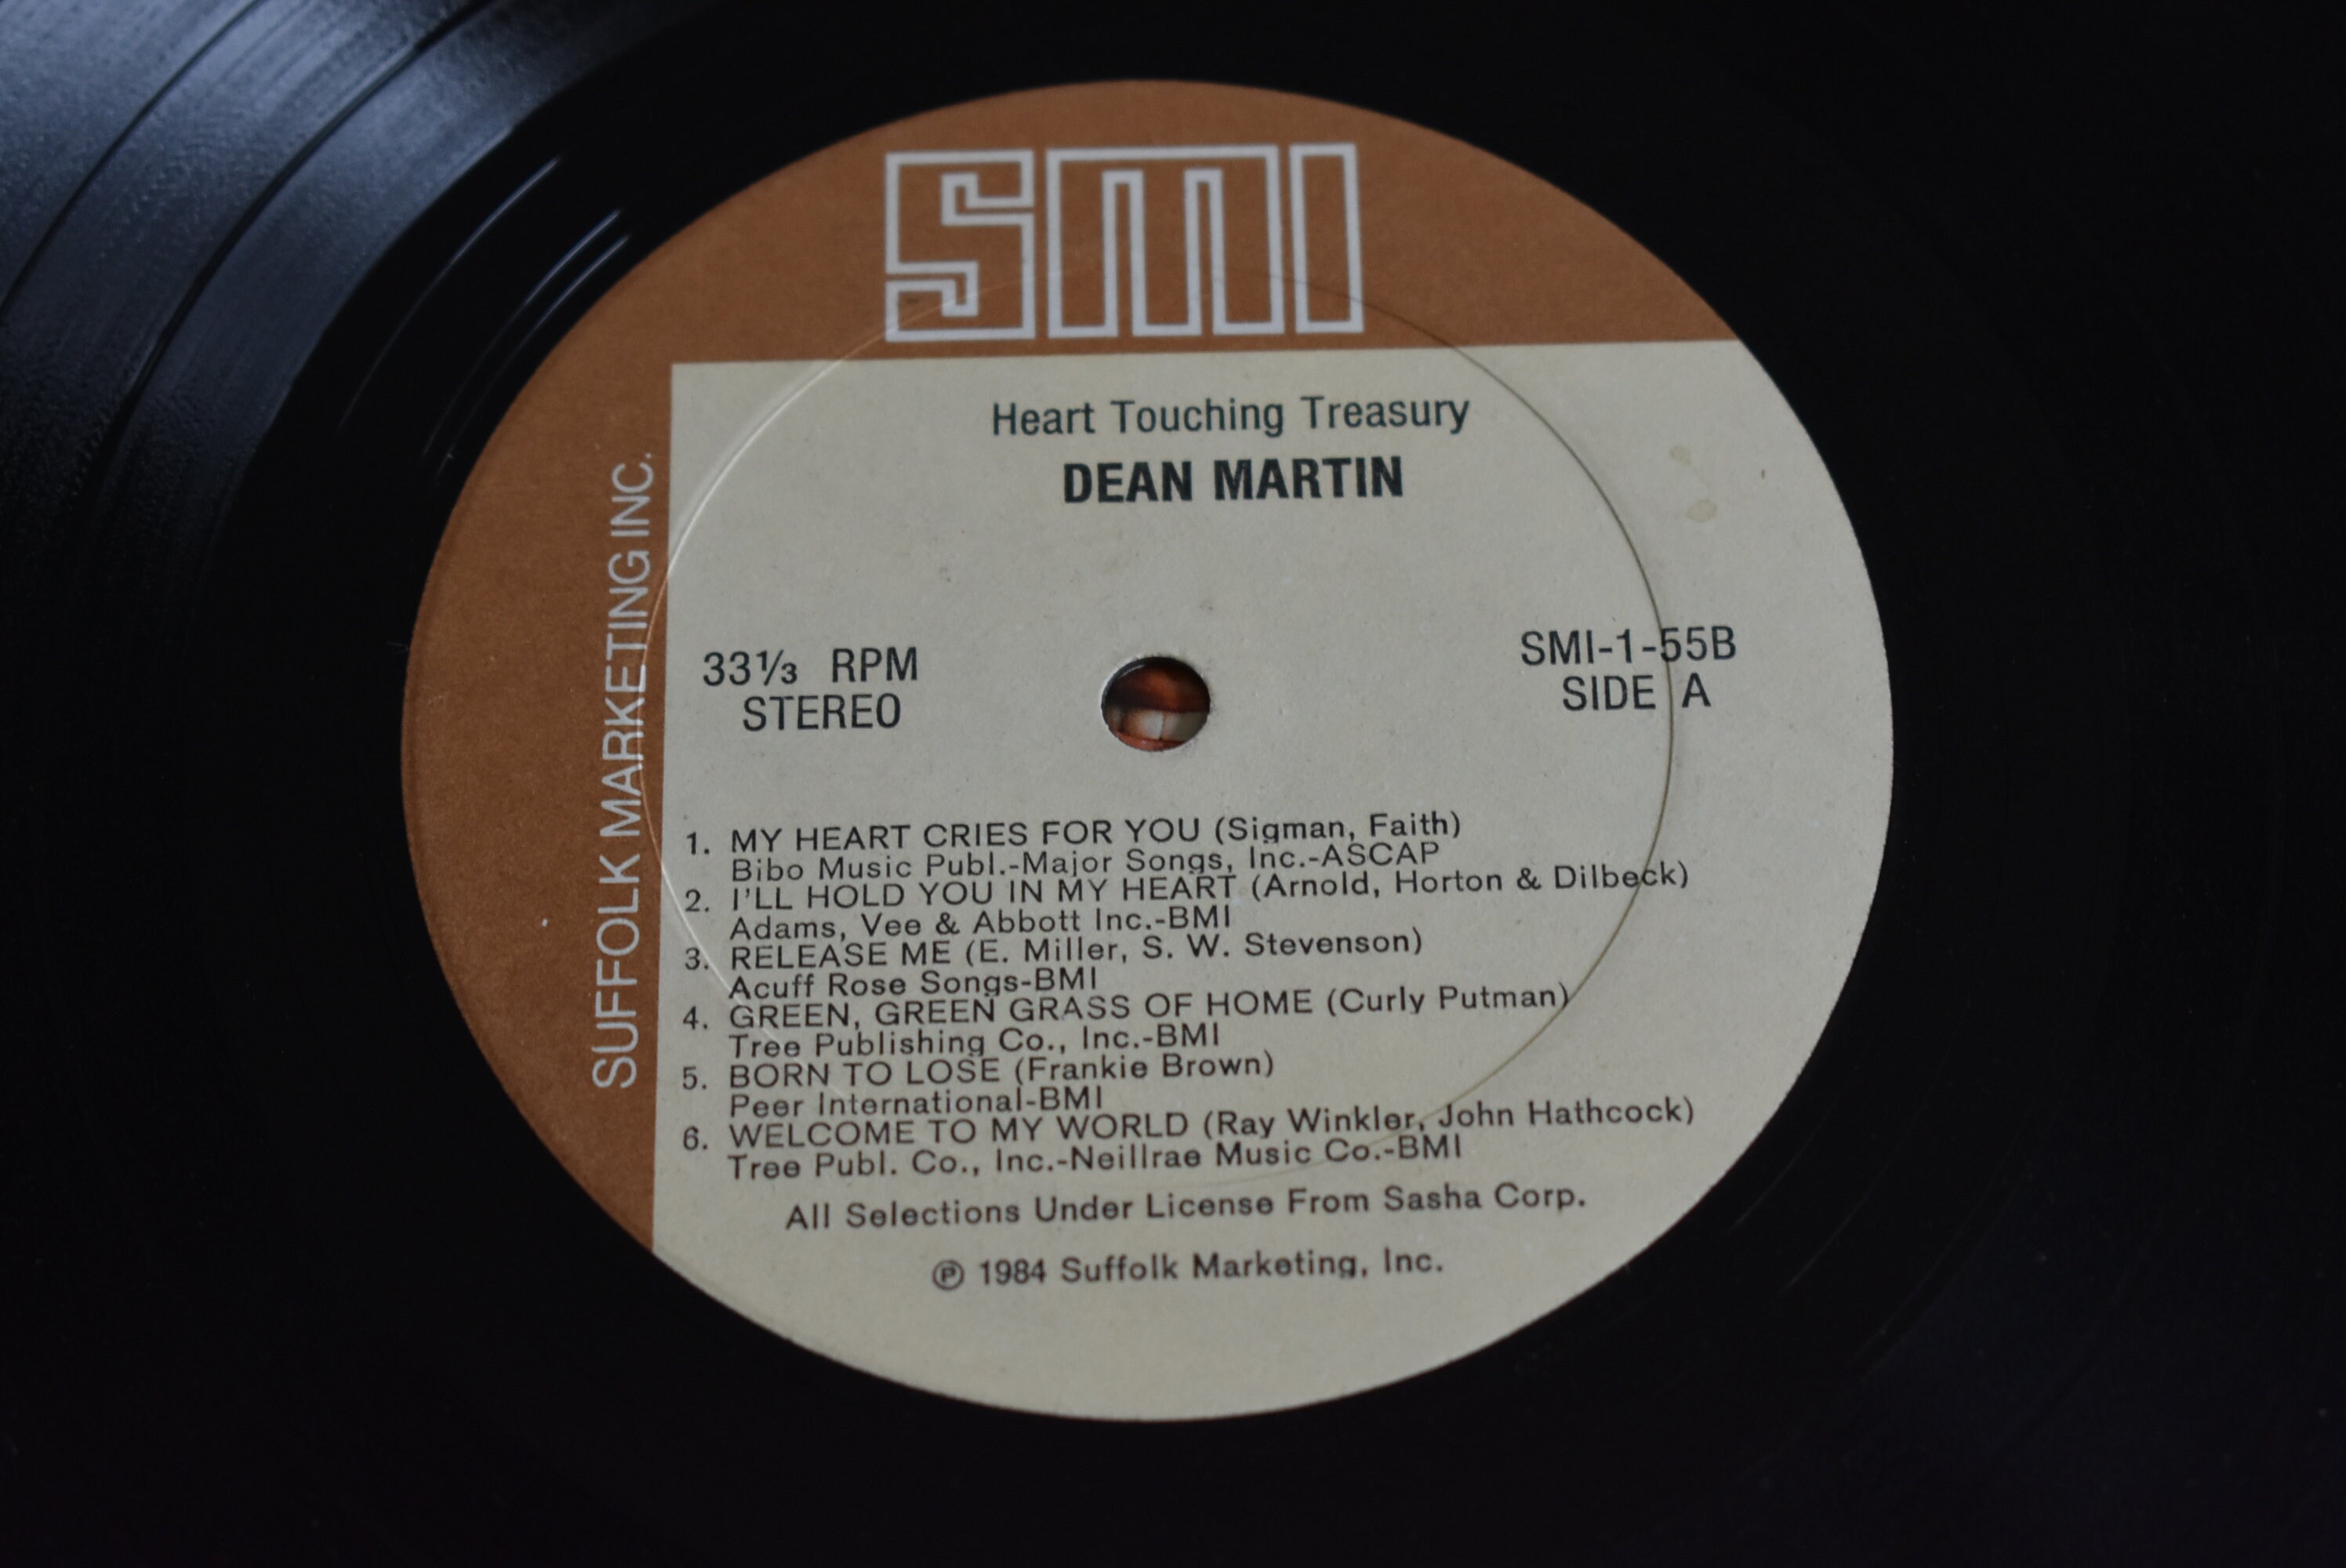 SMI
SUFFOLK MARKETING INC.
Heart Touching Treasury
DEAN MARTIN
33⅓ RPM
STEREO
SMI-1-55B
SIDE A
1. MY HEART CRIES FOR YOU (Sigman, Faith)
Bibo Music Publ.-Major Songs, Inc.-ASCAP
2. I'LL HOLD YOU IN MY HEART (Arnold, Horton & Dilbeck)
Adams, Vee & Abbott Inc.-BMI
3. RELEASE ME (E. Miller, S. W. Stevenson)
Acuff Rose Songs-BMI
4. GREEN, GREEN GRASS OF HOME (Curly Putman)
Tree Publishing Co., Inc.-BMI
5. BORN TO LOSE (Frankie Brown)
Peer International-BMI
6. WELCOME TO MY WORLD (Ray Winkler, John Hathcock)
Tree Publ. Co., Inc.-Neillrae Music Co.-BMI
All Selections Under License From Sasha Corp.
℗ 1984 Suffolk Marketing, Inc.